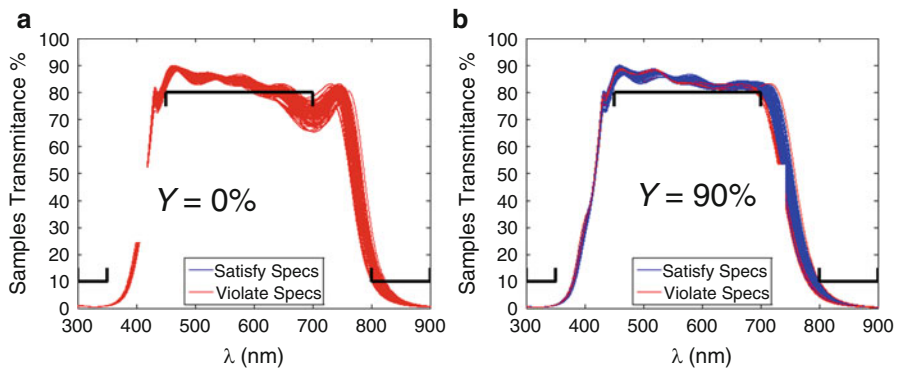 a
100
90
80
70
60
50
40
30
20
10
0
Samples Transmitance %
Y = 0%
Satisfy Specs
Violate Specs
300 400 500 600 700 800 900
λ (nm)
b
100
90
80
70
60
50
40
30
20
10
0
Samples Transmitance %
Y = 90%
Satisfy Specs
Violate Specs
300 400 500 600 700 800 900
λ (nm)